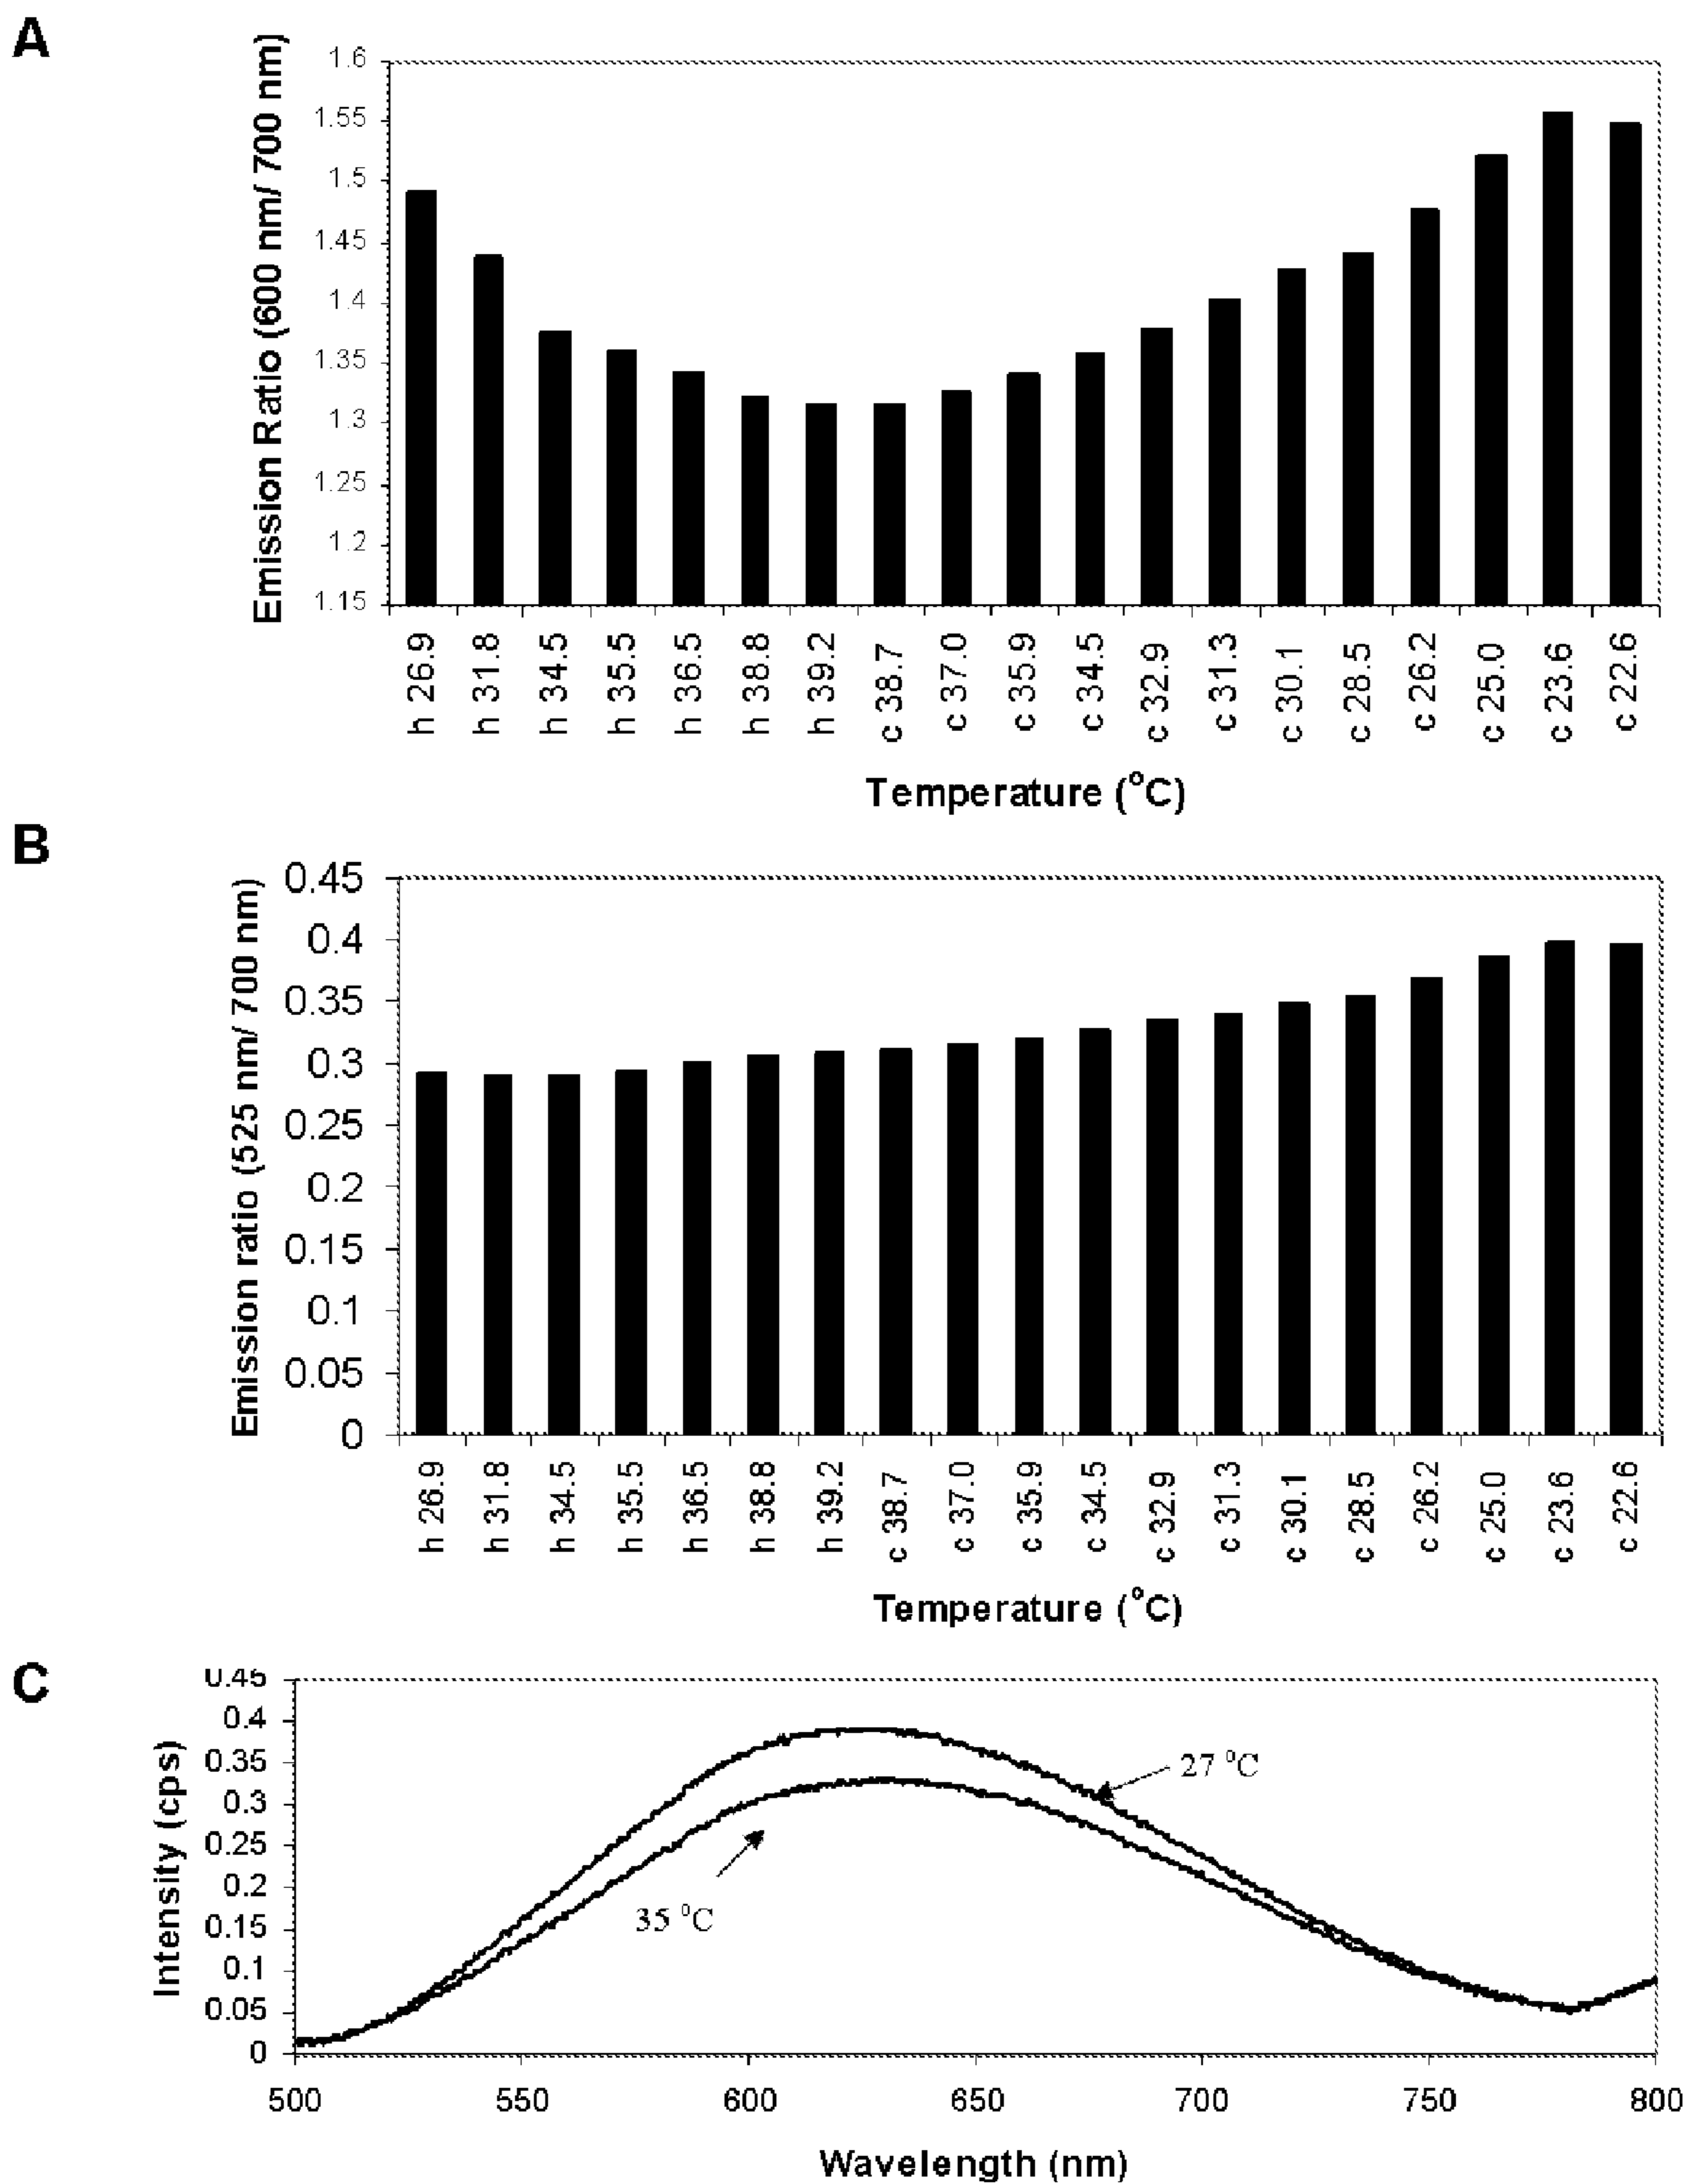 A
Emission Ratio (600 nm/ 700 nm)
1.6
1.55
1.5
1.45
1.4
1.35
1.3
1.25
1.2
1.15
h 26.9
h 31.8
h 34.5
h 35.5
h 36.5
h 38.8
h 39.2
c 38.7
c 37.0
c 35.9
c 34.5
c 32.9
c 31.3
c 30.1
c 28.5
c 26.2
c 25.0
c 23.6
c 22.6
Temperature (°C)
B
Emission ratio (525 nm/ 700 nm)
0.45
0.4
0.35
0.3
0.25
0.2
0.15
0.1
0.05
0
h 26.9
h 31.8
h 34.5
h 35.5
h 36.5
h 38.8
h 39.2
c 38.7
c 37.0
c 35.9
c 34.5
c 32.9
c 31.3
c 30.1
c 28.5
c 26.2
c 25.0
c 23.6
c 22.6
Temperature (°C)
C
Intensity (cps)
0.45
0.4
0.35
0.3
0.25
0.2
0.15
0.1
0.05
0
27 ⁰C
35 ⁰C
500 550 600 650 700 750 800
Wavelength (nm)